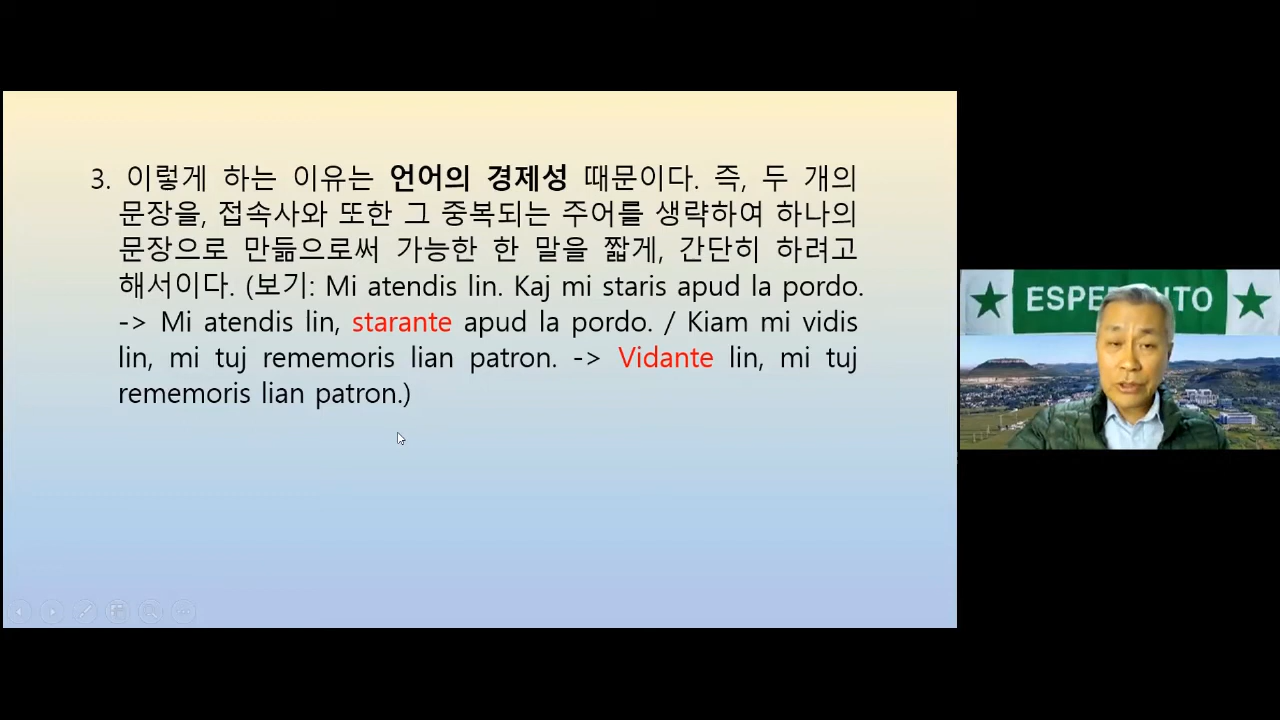 3. 이렇게 하는 이유는 언어의 경제성 때문이다. 즉, 두 개의
문장을, 접속사와 또한 그 중복되는 주어를 생략하여 하나의
문장으로 만듦으로써 가능한 한 말을 짧게, 간단히 하려고
해서이다. (보기: Mi atendis lin. Kaj mi staris apud la pordo.
-> Mi atendis lin, starante apud la pordo. / Kiam mi vidis
lin, mi tuj rememoris lian patron. -> Vidante lin, mi tuj
rememoris lian patron.)